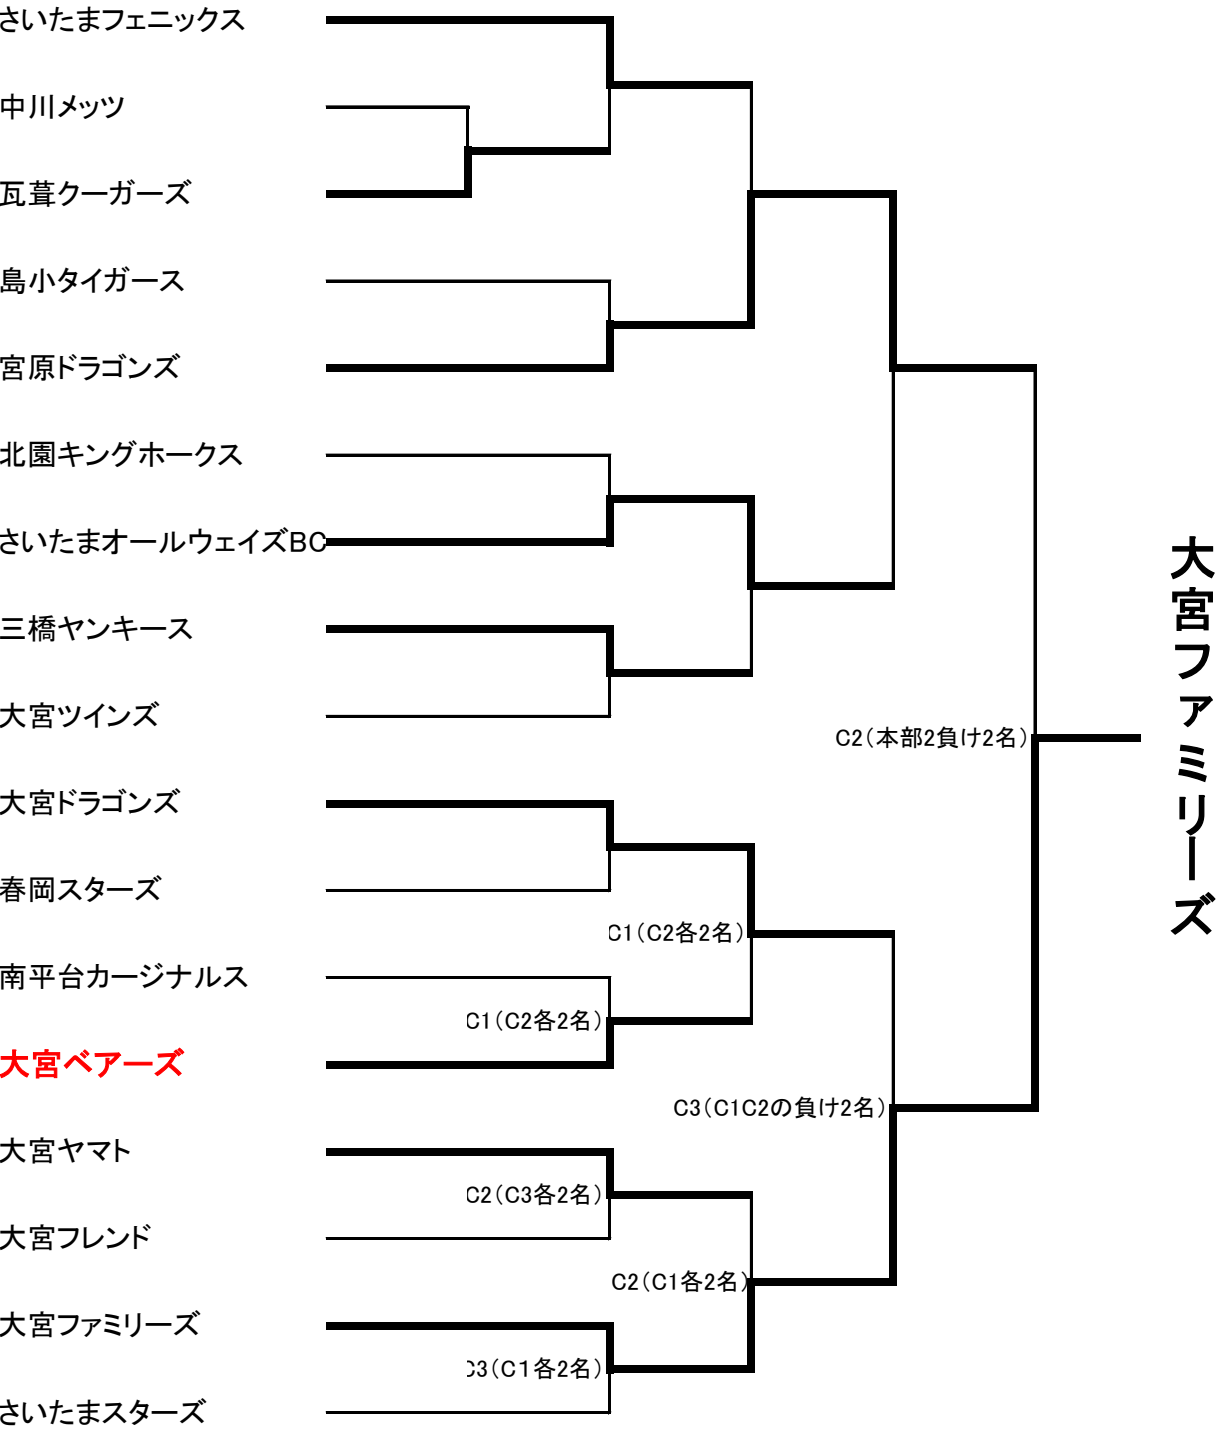 さいたまフェニックス
中川メッツ
瓦葺クーガーズ
島小タイガース
宮原ドラゴンズ
北園キングホークス
さいたまオールウェイズBC
三橋ヤンキース
大宮ツインズ
C2(本部2負け2名)
大宮ファミリーズ
大宮ドラゴンズ
春岡スターズ
C1(C2各2名)
南平台カージナルス
C1(C2各2名)
大宮ベアーズ
C3(C1C2の負け2名)
大宮ヤマト
C2(C3各2名)
大宮フレンド
C2(C1各2名)
大宮ファミリーズ
C3(C1各2名)
さいたまスターズ